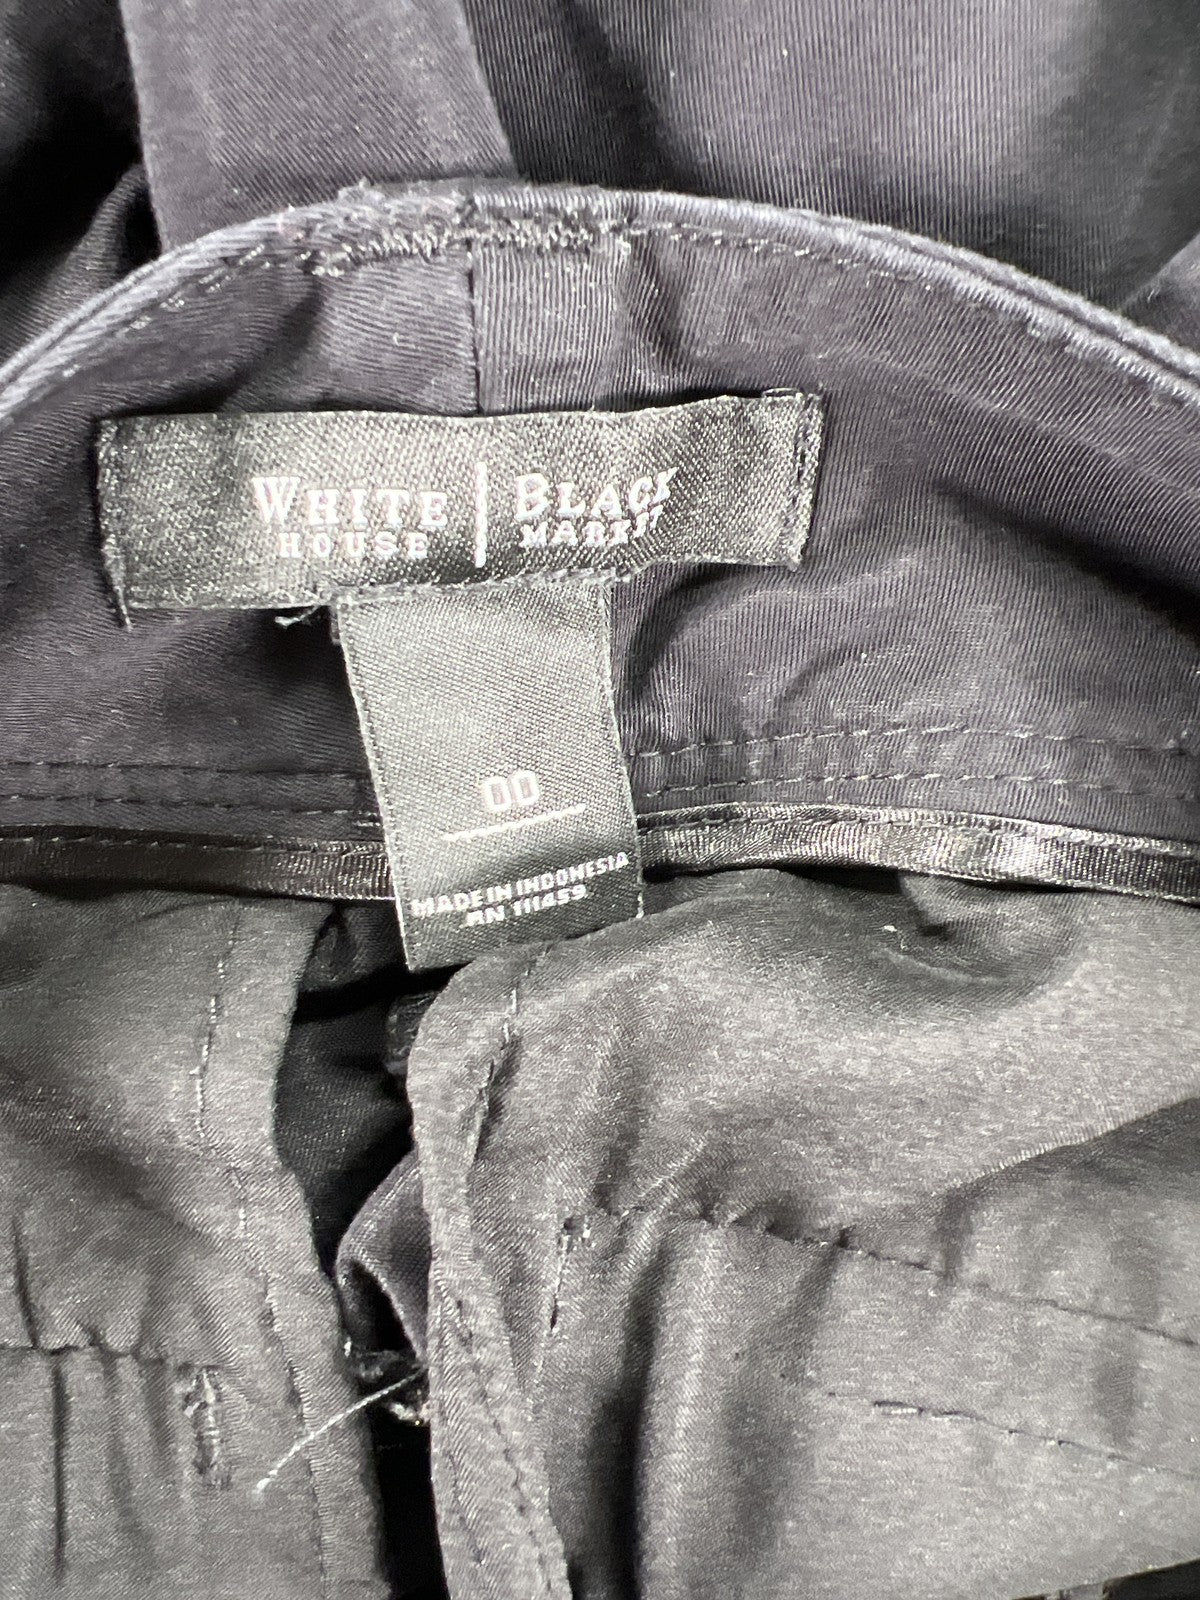 WHITE | BLACK
HOUSE | MARKET
00
MADE IN INDONESIA
RN 111459